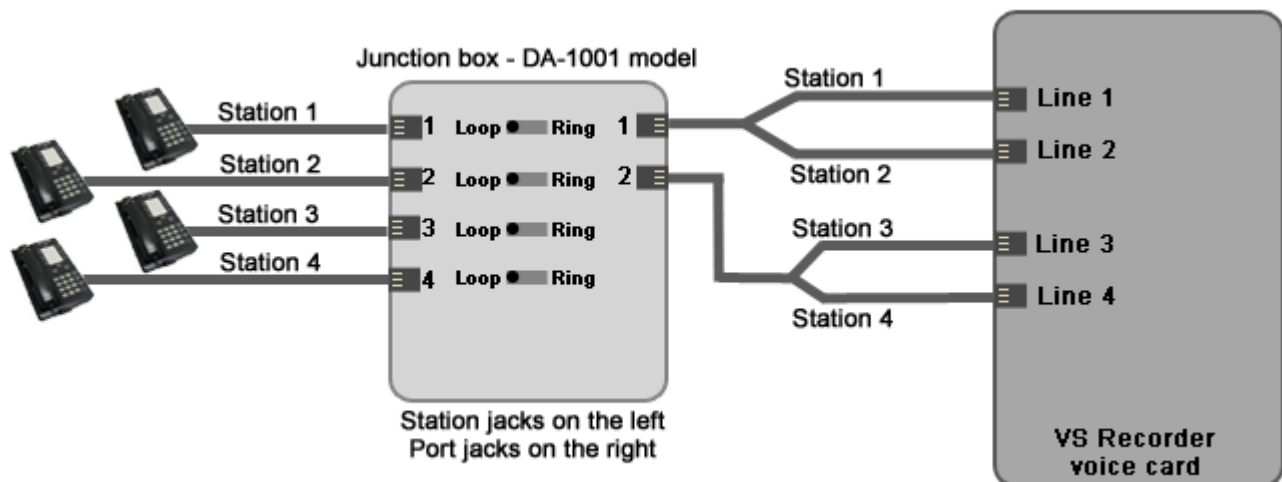 Junction box - DA-1001 model
Station 1
Station 2
Station 3
Station 4
1 Loop Ring 1
2 Loop Ring 2
3 Loop Ring
4 Loop Ring
Station jacks on the left
Port jacks on the right
Station 1
Station 2
Station 3
Station 4
Line 1
Line 2
Line 3
Line 4
VS Recorder
voice card